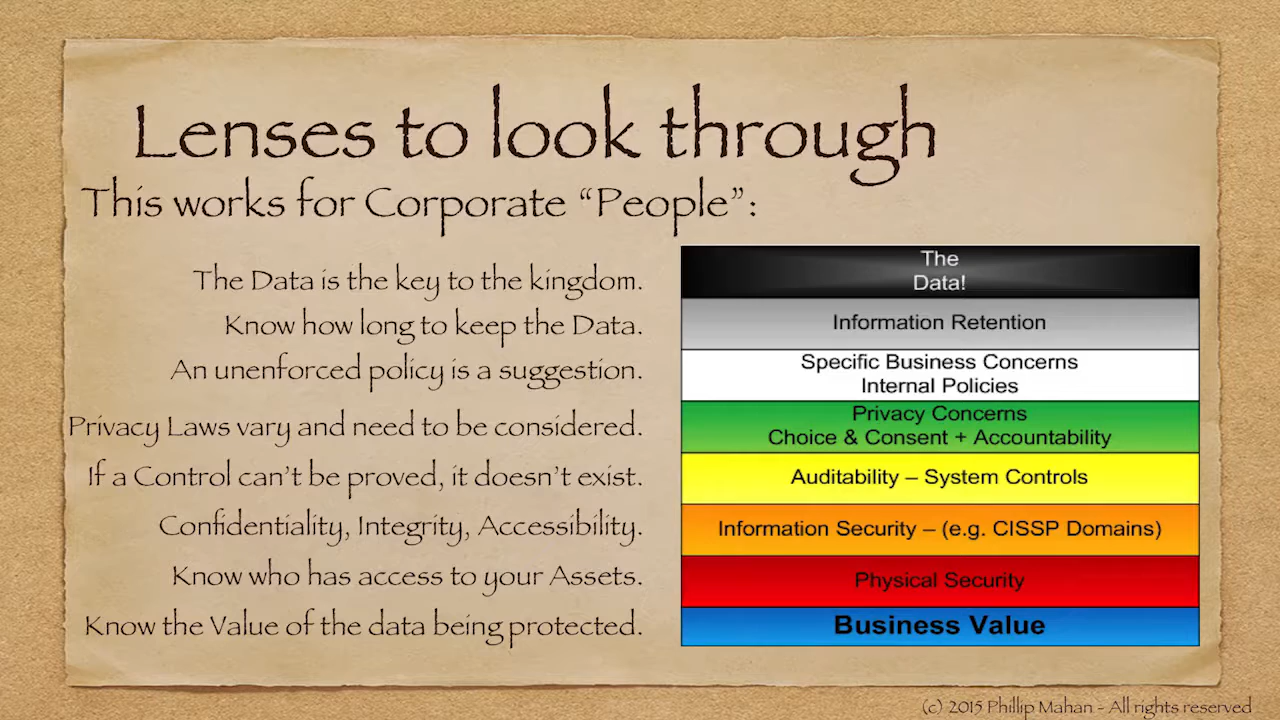 Lenses to look through
This works for Corporate “People”:
The Data is the key to the kingdom.
Know how long to keep the Data.
An unenforced policy is a suggestion.
Privacy Laws vary and need to be considered.
If a Control can’t be proved, it doesn’t exist.
Confidentiality, Integrity, Accessibility.
Know who has access to your Assets.
Know the Value of the data being protected.
The
Data!
Information Retention
Specific Business Concerns
Internal Policies
Privacy Concerns
Choice & Consent + Accountability
Auditability – System Controls
Information Security – (e.g. CISSP Domains)
Physical Security
Business Value
(c) 2015 Phillip Mahan - All rights reserved